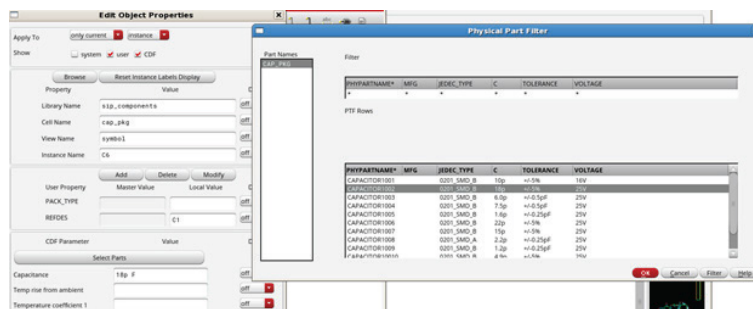 Edit Object Properties
Apply To only current instance
Show system user CDF
Browse Reset Instance Labels Display
Property Value
Library Name sip_components off
Cell Name cap_pkg off
View Name symbol off
Instance Name C6 off
Add Delete Modify
User Property Master Value Local Value
PACK_TYPE off
REFDES C1 off
CDF Parameter Value
Select Parts
Capacitance 18p F off
Temp rise from ambient off
Temperature coefficient 1 off
Physical Part Filter
Part Names
CAP_PKG
Filter
PHYPARTNAME* MFG JEDEC_TYPE C TOLERANCE VOLTAGE
* * * * * *
PTF Rows
PHYPARTNAME* MFG JEDEC_TYPE C TOLERANCE VOLTAGE
CAPACITOR1001 0201_SMD_B 10p +/-5% 16V
CAPACITOR1002 0201_SMD_B 18p +/-5% 25V
CAPACITOR1003 0201_SMD_B 6.0p +/-0.5pF 25V
CAPACITOR1004 0201_SMD_B 7.5p +/-0.5pF 25V
CAPACITOR1005 0201_SMD_B 1.6p +/-0.25pF 25V
CAPACITOR1006 0201_SMD_B 22p +/-5% 25V
CAPACITOR1007 0201_SMD_B 15p +/-5% 25V
CAPACITOR1008 0201_SMD_A 2.2p +/-0.25pF 25V
CAPACITOR1009 0201_SMD_B 1.2p +/-0.25pF 25V
CAPACITOR10010 0201_SMD_B 4.9p +/-5% 25V
OK Cancel Filter Help